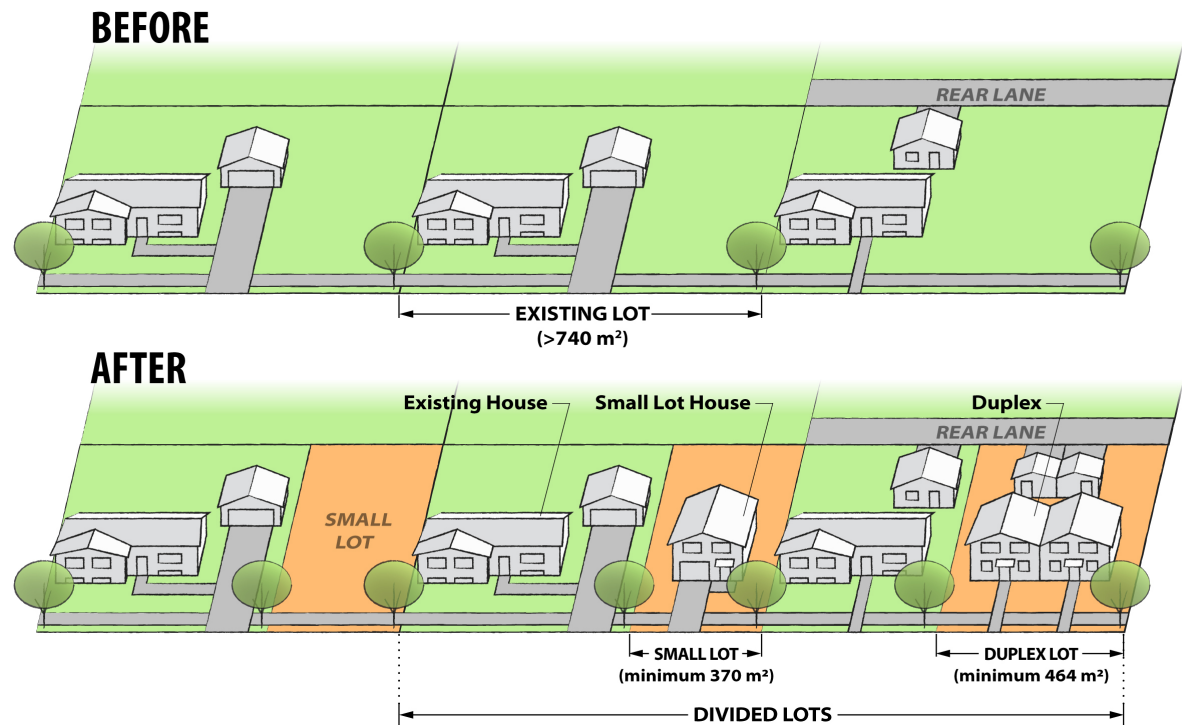 BEFORE
REAR LANE
EXISTING LOT
(>740 m²)
AFTER
Existing House
Small Lot House
Duplex
REAR LANE
SMALL
LOT
SMALL LOT
(minimum 370 m²)
DUPLEX LOT
(minimum 464 m²)
DIVIDED LOTS